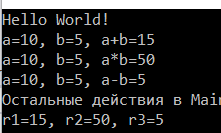 Hello World!
a=10, b=5, a+b=15
a=10, b=5, a*b=50
a=10, b=5, a-b=5
Остальные действия в Main
r1=15, r2=50, r3=5